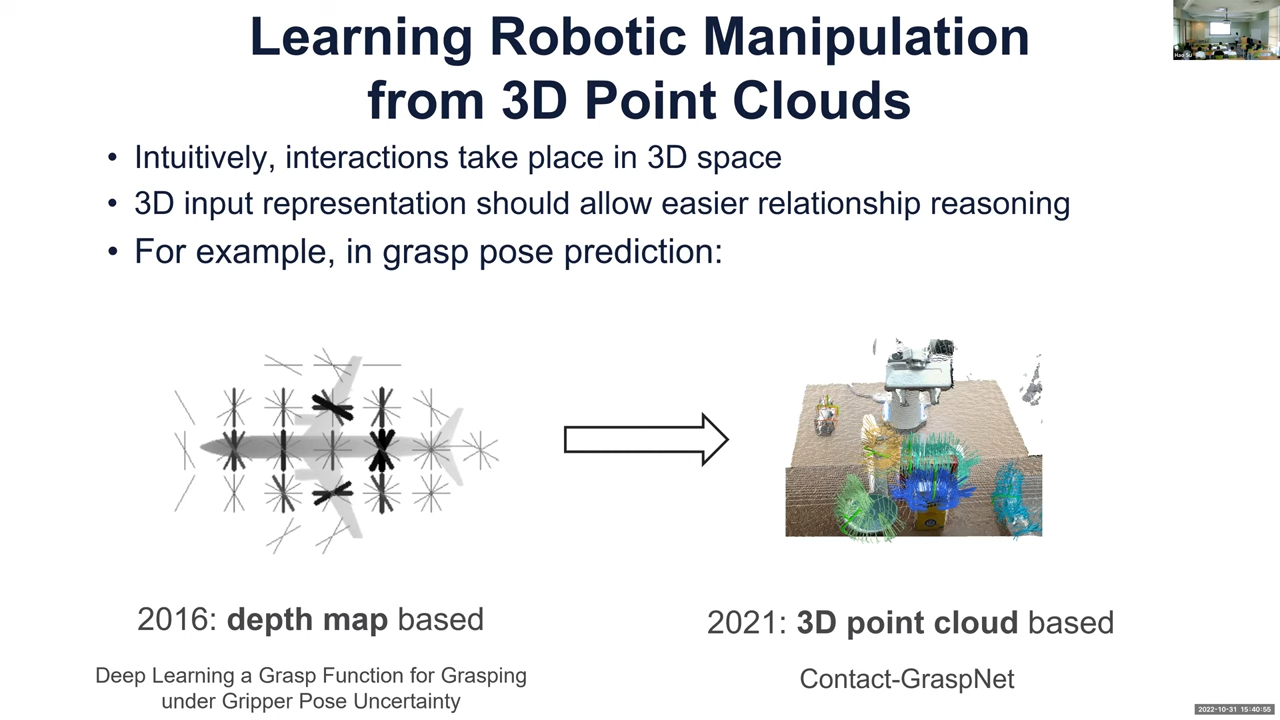 Learning Robotic Manipulation
from 3D Point Clouds
• Intuitively, interactions take place in 3D space
• 3D input representation should allow easier relationship reasoning
• For example, in grasp pose prediction:
2016: depth map based
Deep Learning a Grasp Function for Grasping
under Gripper Pose Uncertainty
2021: 3D point cloud based
Contact-GraspNet
Hao Su
2022-10-31 15:40:55